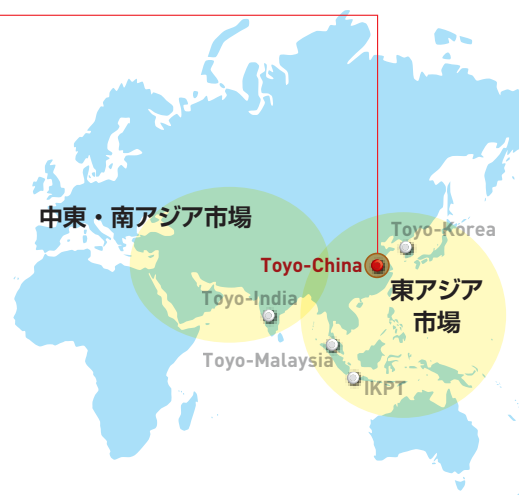 中東・南アジア市場
Toyo-Korea
Toyo-China
東アジア
市場
Toyo-India
Toyo-Malaysia
IKPT